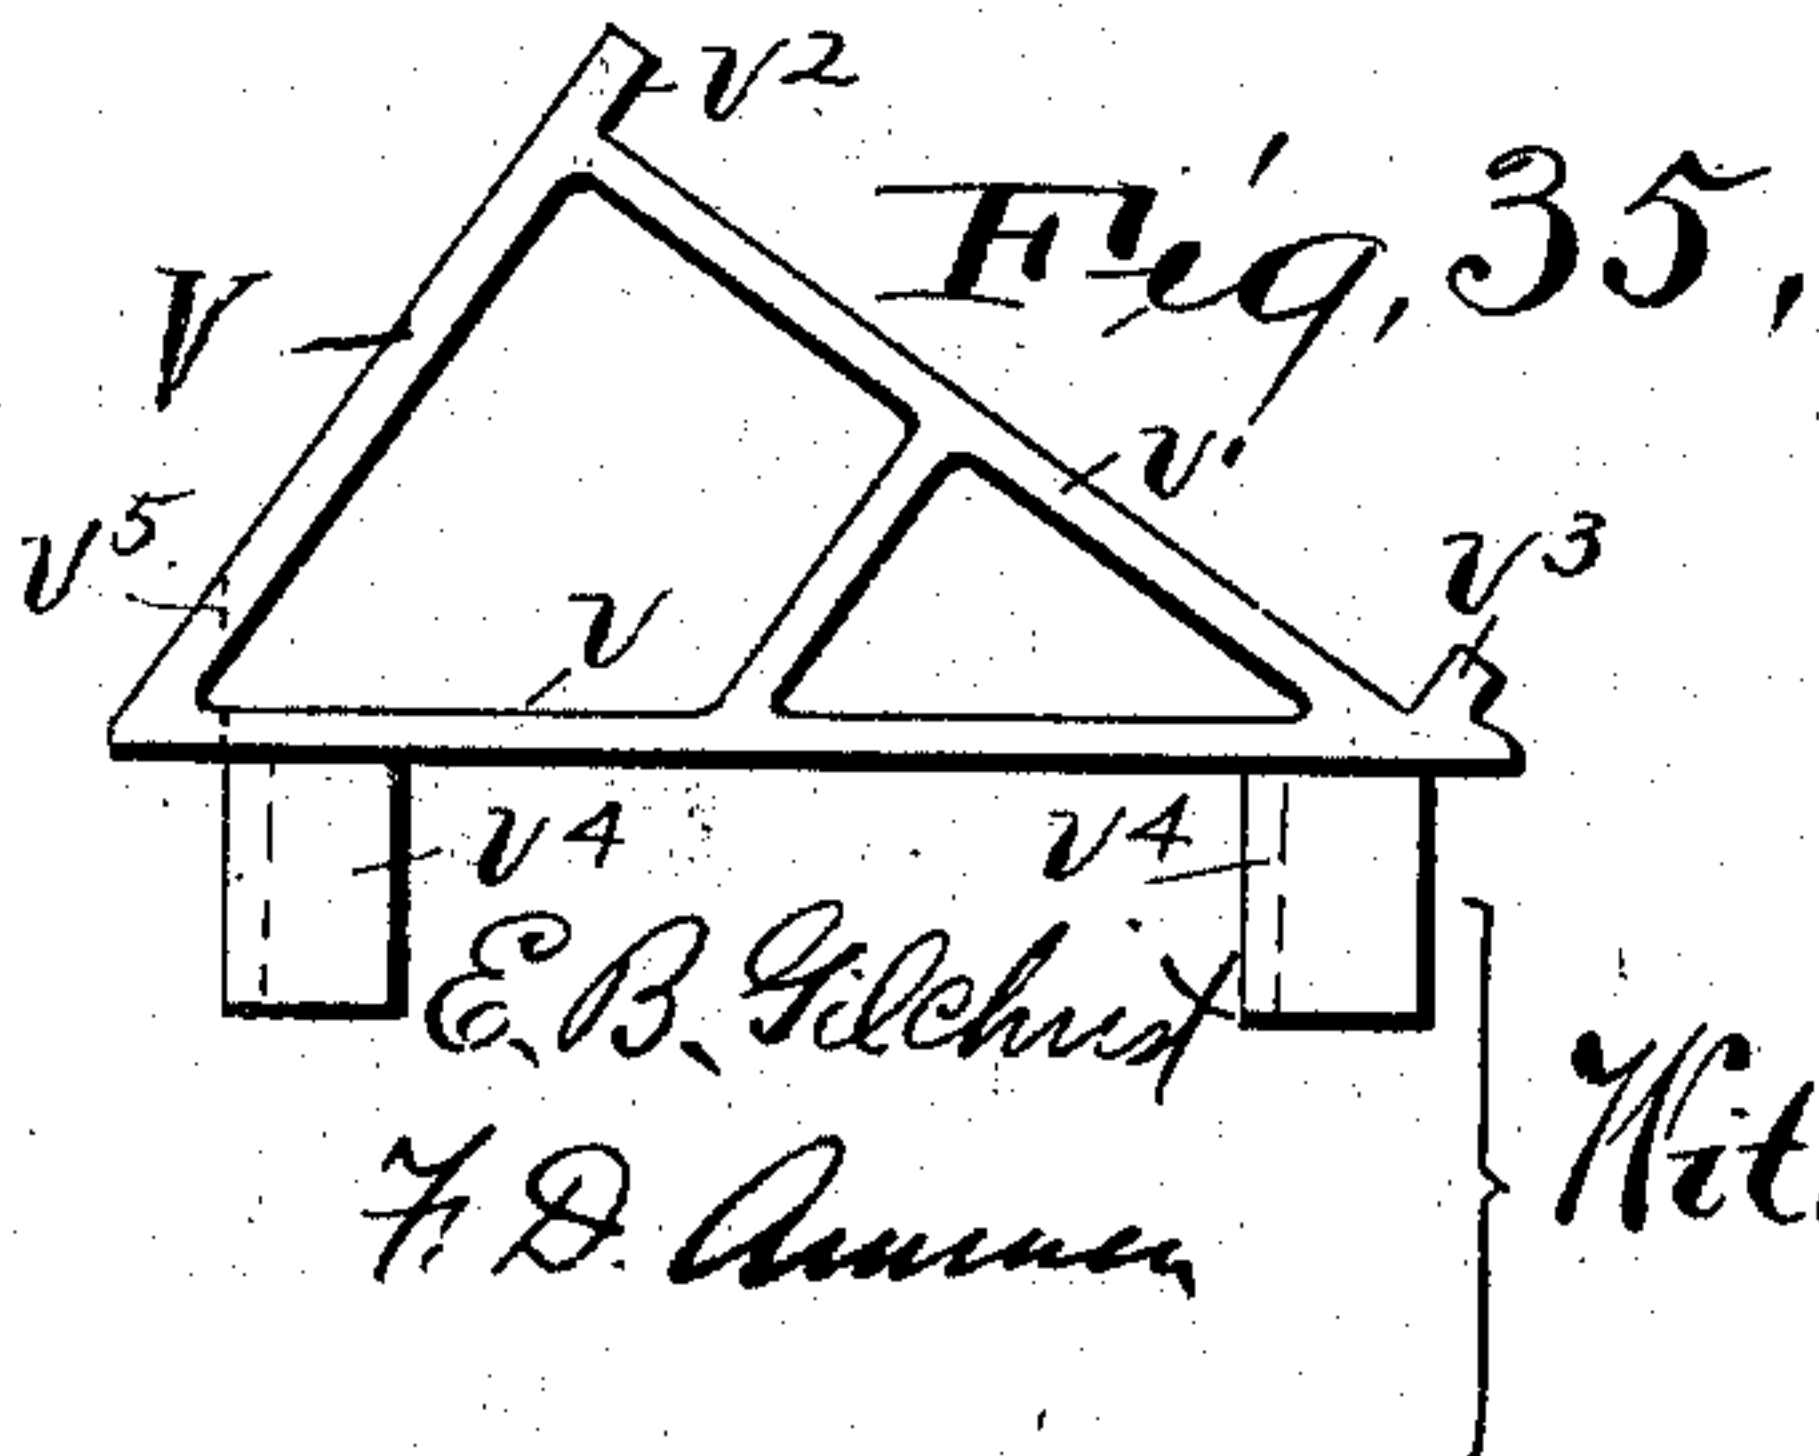 v²
Fig. 35,
V
v'
v⁵
v³
v
v⁴
v⁴
E. B. Gilchrist
F. D. Ammen
Wit